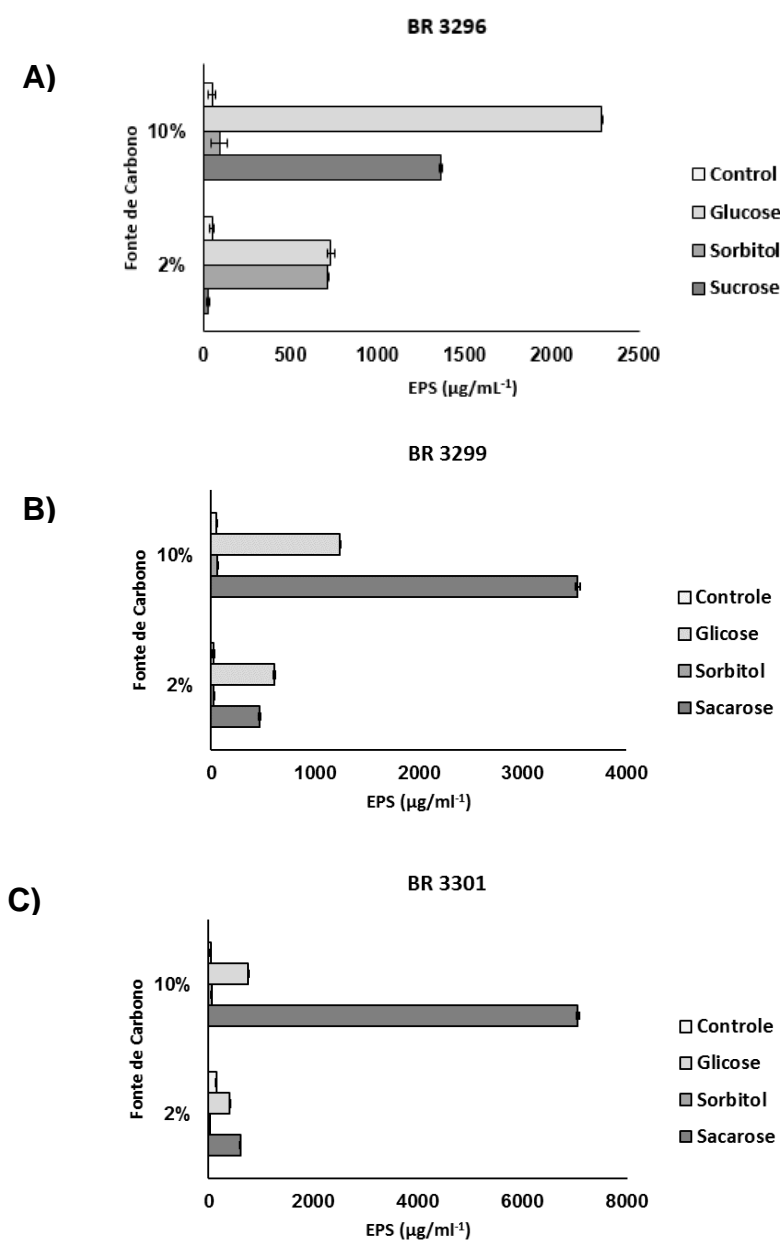 BR 3296
A)
Fonte de Carbono
10%
2%
Control
Glucose
Sorbitol
Sucrose
0 500 1000 1500 2000 2500
EPS (µg/mL⁻¹)
BR 3299
B)
Fonte de Carbono
10%
2%
Controle
Glicose
Sorbitol
Sacarose
0 1000 2000 3000 4000
EPS (µg/ml⁻¹)
BR 3301
C)
Fonte de Carbono
10%
2%
Controle
Glicose
Sorbitol
Sacarose
0 2000 4000 6000 8000
EPS (µg/ml⁻¹)